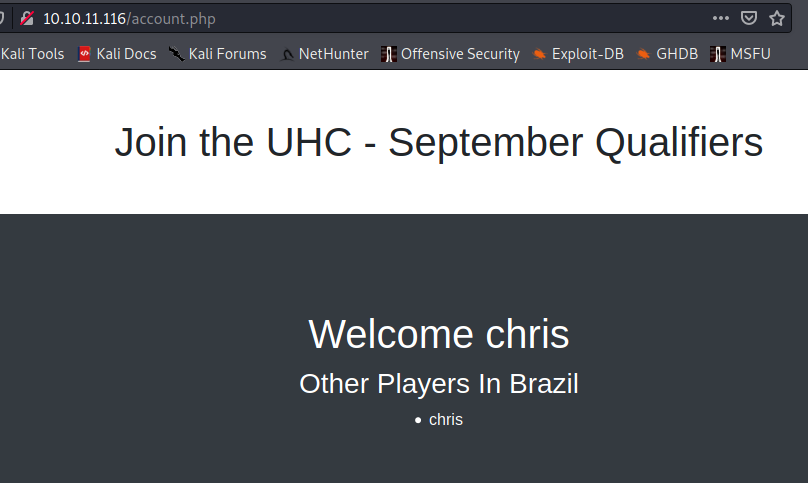 10.10.11.116/account.php
Kali Tools Kali Docs Kali Forums NetHunter Offensive Security Exploit-DB GHDB MSFU
Join the UHC - September Qualifiers
Welcome chris
Other Players In Brazil
• chris